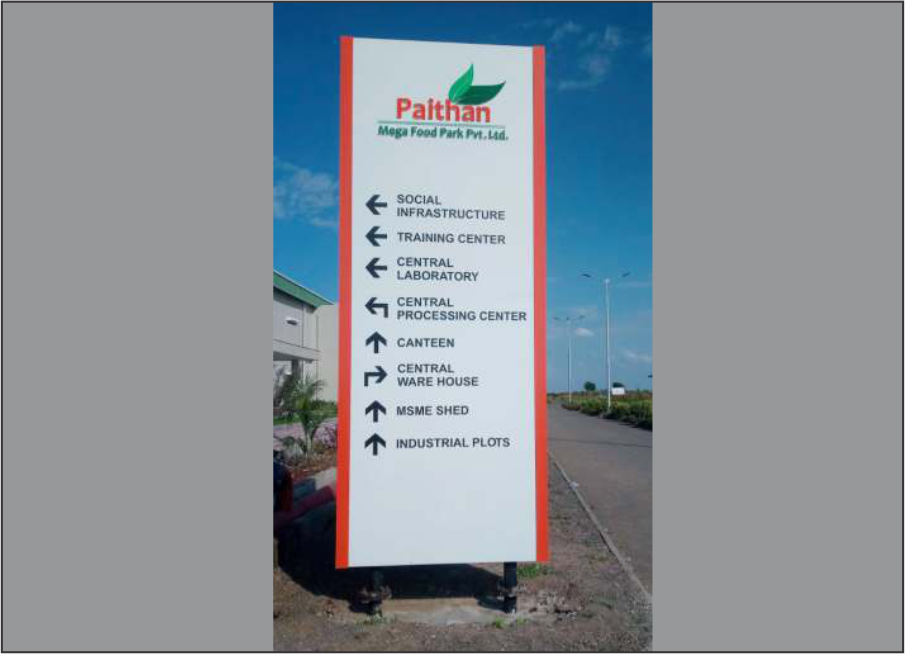 Paithan
Mega Food Park Pvt. Ltd.
SOCIAL
INFRASTRUCTURE
TRAINING CENTER
CENTRAL
LABORATORY
CENTRAL
PROCESSING CENTER
CANTEEN
CENTRAL
WARE HOUSE
MSME SHED
INDUSTRIAL PLOTS